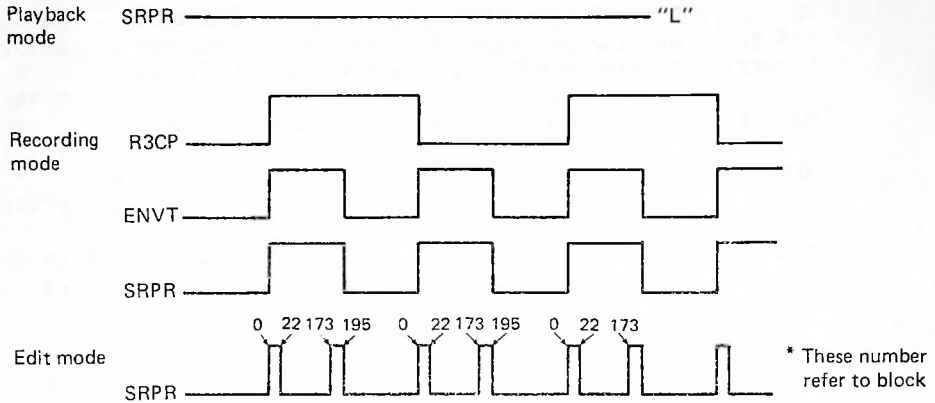 Playback mode SRPR "L"
Recording mode R3CP
ENVT
SRPR
0 22 173 195 0 22 173 195 0 22 173
Edit mode SRPR
* These number
refer to block